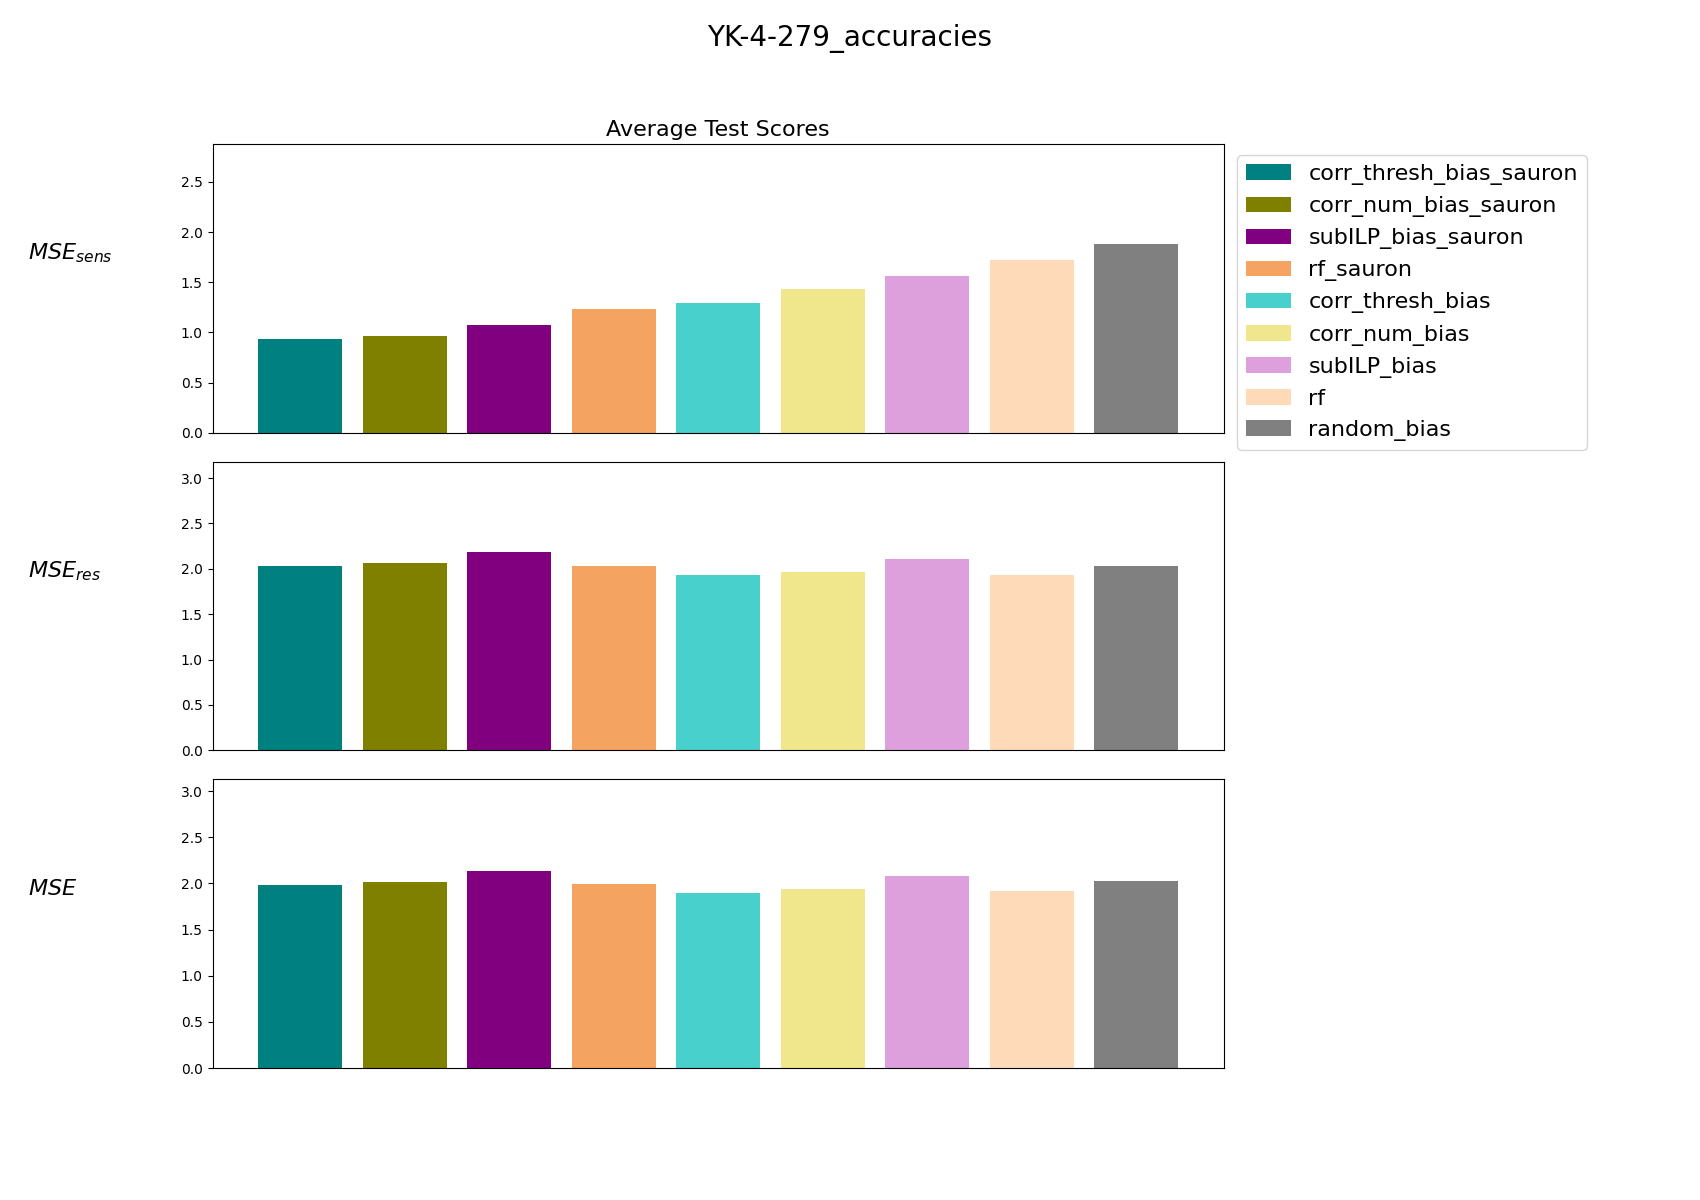 YK-4-279_accuracies
Average Test Scores
MSE_sens
2.5
2.0
1.5
1.0
0.5
0.0
corr_thresh_bias_sauron
corr_num_bias_sauron
subILP_bias_sauron
rf_sauron
corr_thresh_bias
corr_num_bias
subILP_bias
rf
random_bias
MSE_res
3.0
2.5
2.0
1.5
1.0
0.5
0.0
MSE
3.0
2.5
2.0
1.5
1.0
0.5
0.0